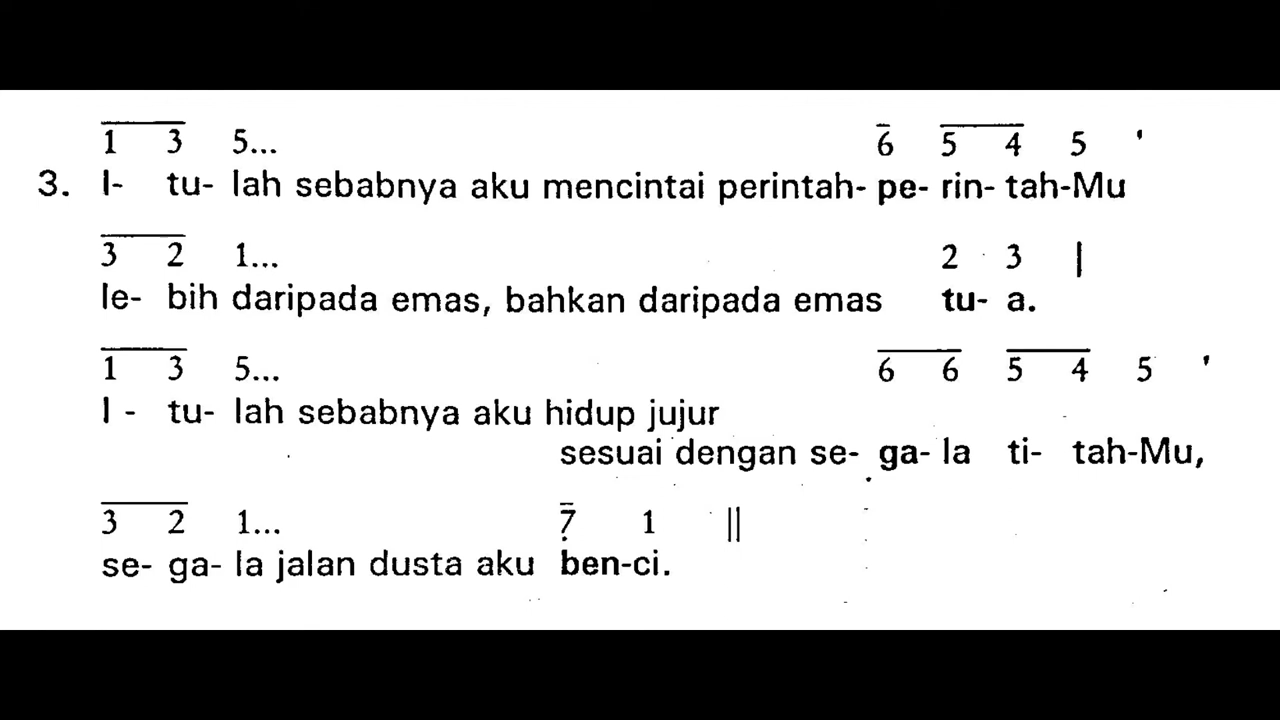 1 3 5... 6 5 4 5 '
3. I- tu- lah sebabnya aku mencintai perintah- pe- rin- tah-Mu
3 2 1... 2 3 |
le- bih daripada emas, bahkan daripada emas tu- a.
1 3 5... 6 6 5 4 5 '
I - tu- lah sebabnya aku hidup jujur
sesuai dengan se- ga- la ti- tah-Mu,
3 2 1... 7̣ 1 ||
se- ga- la jalan dusta aku ben-ci.